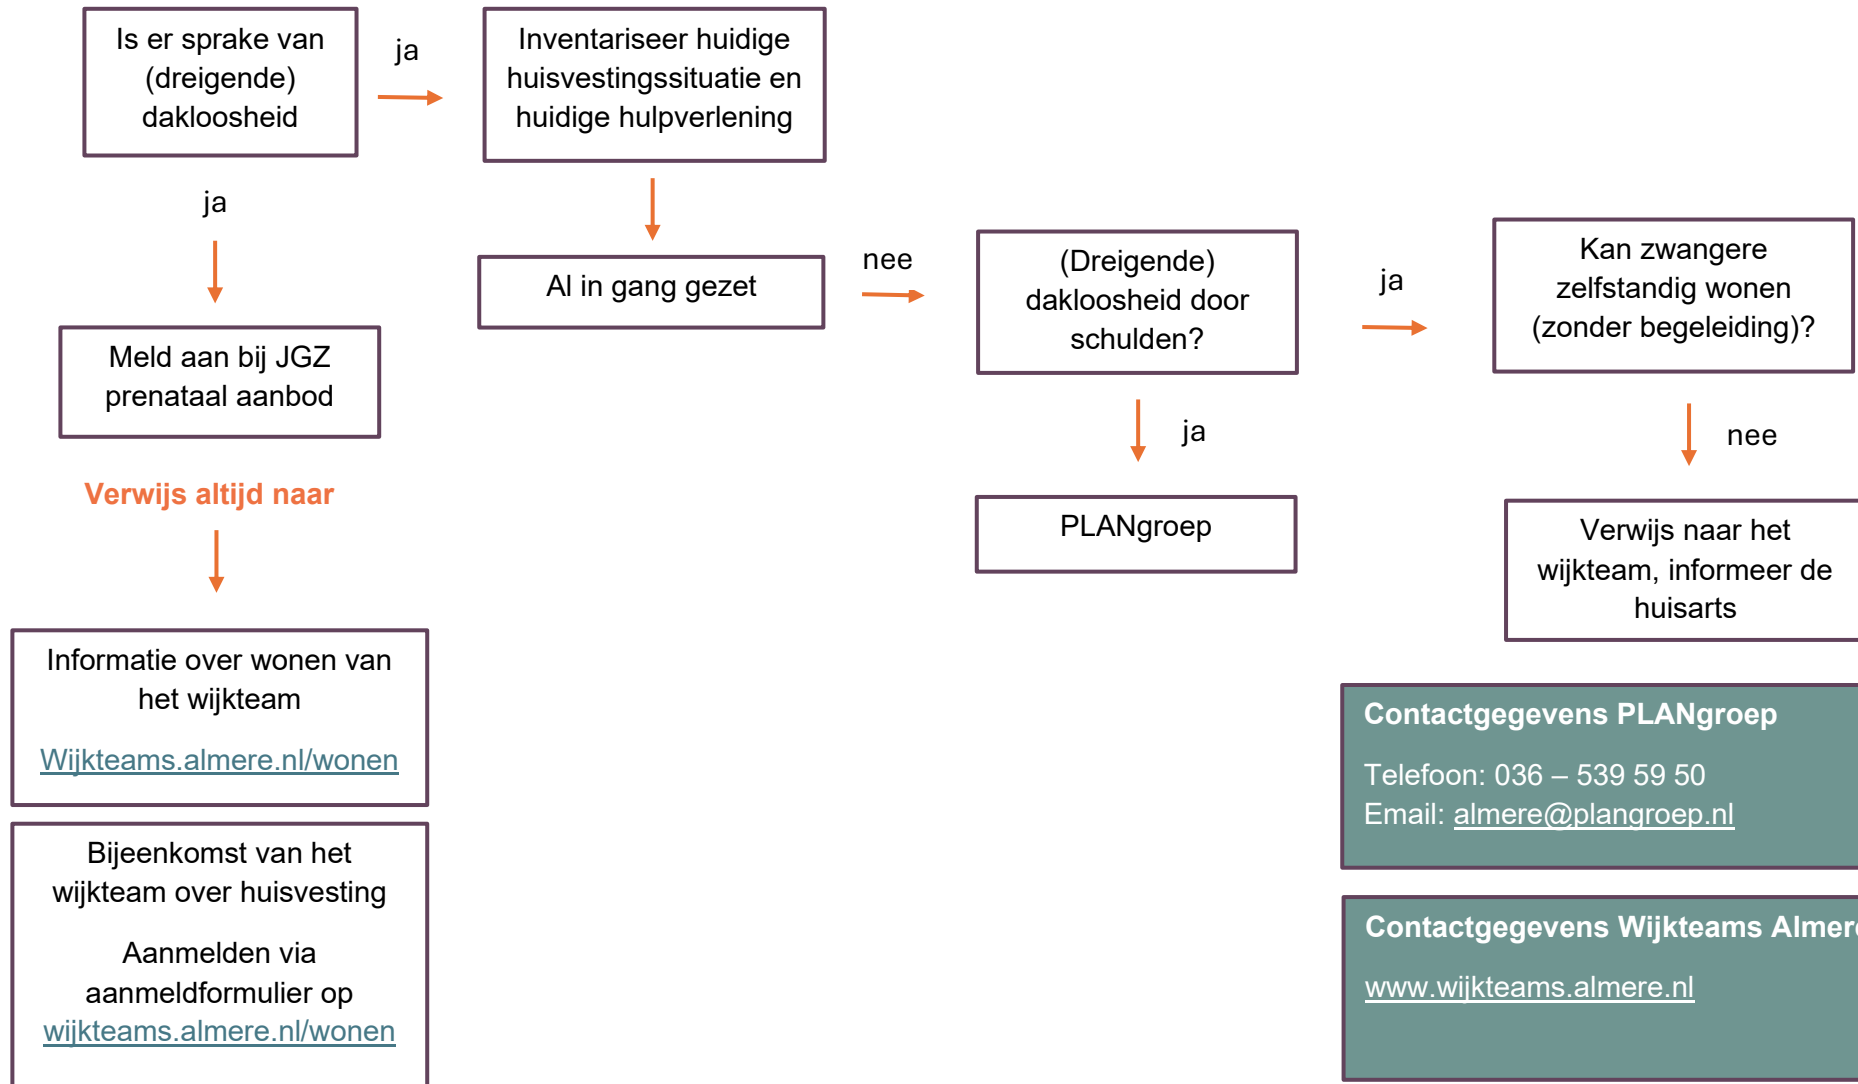 Is er sprake van
(dreigende)
dakloosheid
ja
Inventariseer huidige
huisvestingssituatie en
huidige hulpverlening
ja
Al in gang gezet
nee
(Dreigende)
dakloosheid door
schulden?
ja
Kan zwangere
zelfstandig wonen
(zonder begeleiding)?
Meld aan bij JGZ
prenataal aanbod
ja
nee
Verwijs altijd naar
PLANgroep
Verwijs naar het
wijkteam, informeer de
huisarts
Informatie over wonen van
het wijkteam
Wijkteams.almere.nl/wonen
Bijeenkomst van het
wijkteam over huisvesting
Aanmelden via
aanmeldformulier op
wijkteams.almere.nl/wonen
Contactgegevens PLANgroep
Telefoon: 036 – 539 59 50
Email: almere@plangroep.nl
Contactgegevens Wijkteams Almere
www.wijkteams.almere.nl